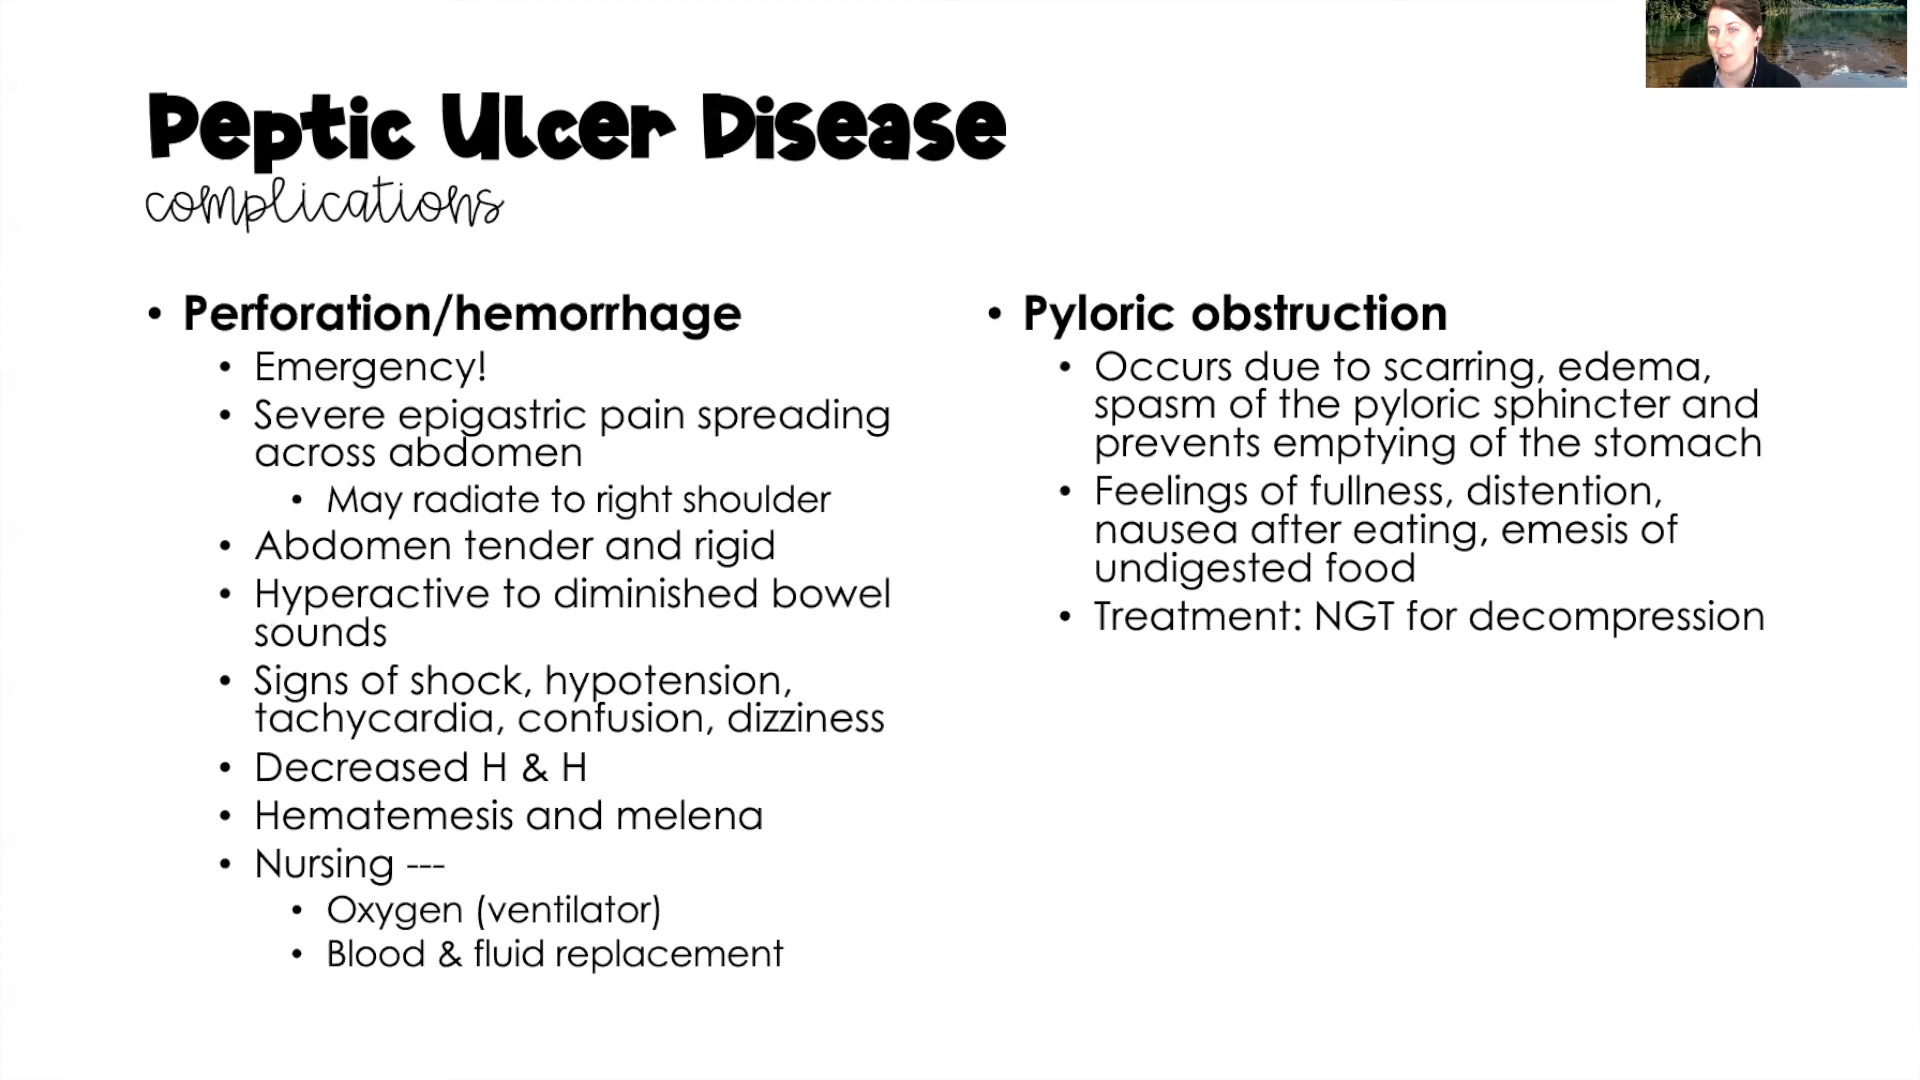 Peptic Ulcer Disease
complications
• Perforation/hemorrhage
• Emergency!
• Severe epigastric pain spreading
across abdomen
• May radiate to right shoulder
• Abdomen tender and rigid
• Hyperactive to diminished bowel
sounds
• Signs of shock, hypotension,
tachycardia, confusion, dizziness
• Decreased H & H
• Hematemesis and melena
• Nursing ---
• Oxygen (ventilator)
• Blood & fluid replacement
• Pyloric obstruction
• Occurs due to scarring, edema,
spasm of the pyloric sphincter and
prevents emptying of the stomach
• Feelings of fullness, distention,
nausea after eating, emesis of
undigested food
• Treatment: NGT for decompression